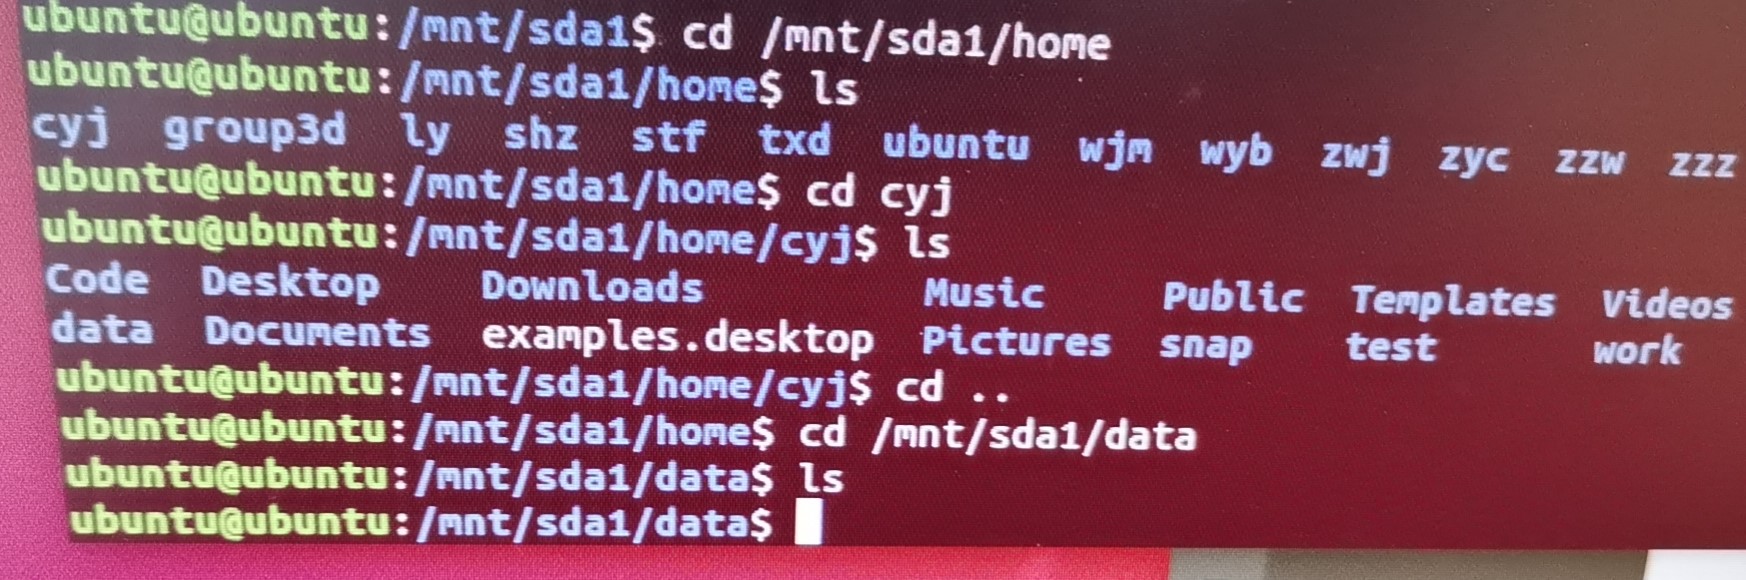 ubuntu@ubuntu:/mnt/sda1$ cd /mnt/sda1/home
ubuntu@ubuntu:/mnt/sda1/home$ ls
cyj group3d ly shz stf txd ubuntu wjm wyb zwj zyc zzw zzz
ubuntu@ubuntu:/mnt/sda1/home$ cd cyj
ubuntu@ubuntu:/mnt/sda1/home/cyj$ ls
Code Desktop Downloads Music Public Templates Videos
data Documents examples.desktop Pictures snap test work
ubuntu@ubuntu:/mnt/sda1/home/cyj$ cd ..
ubuntu@ubuntu:/mnt/sda1/home$ cd /mnt/sda1/data
ubuntu@ubuntu:/mnt/sda1/data$ ls
ubuntu@ubuntu:/mnt/sda1/data$